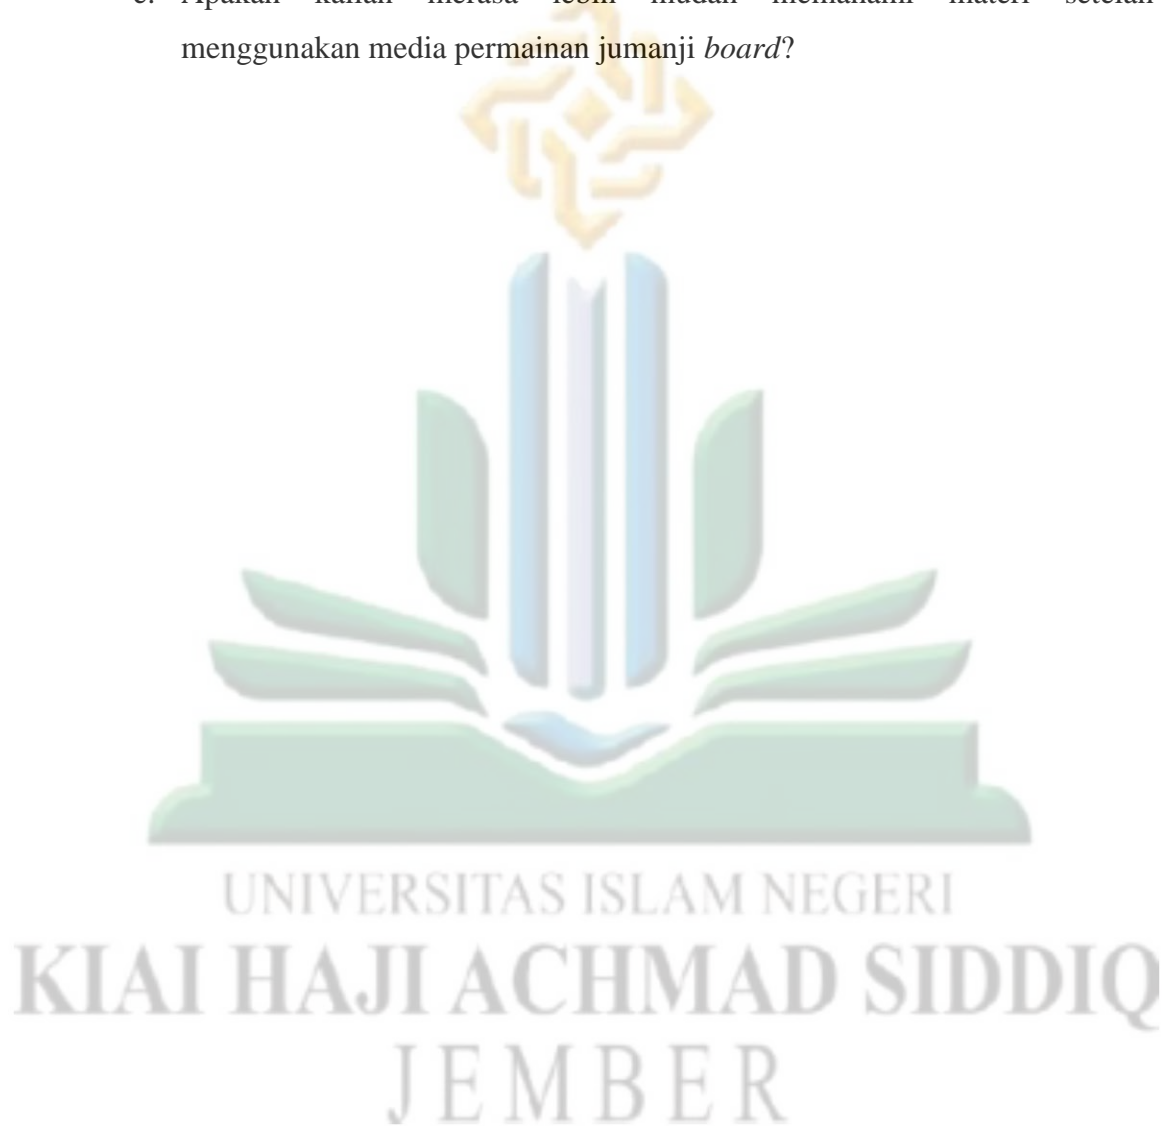 Apakah kalian merasa lebih mudah memahami materi setelah
menggunakan media permainan jumanji board?
UNIVERSITAS ISLAM NEGERI
KIAI HAJI ACHMAD SIDDIQ
JEMBER